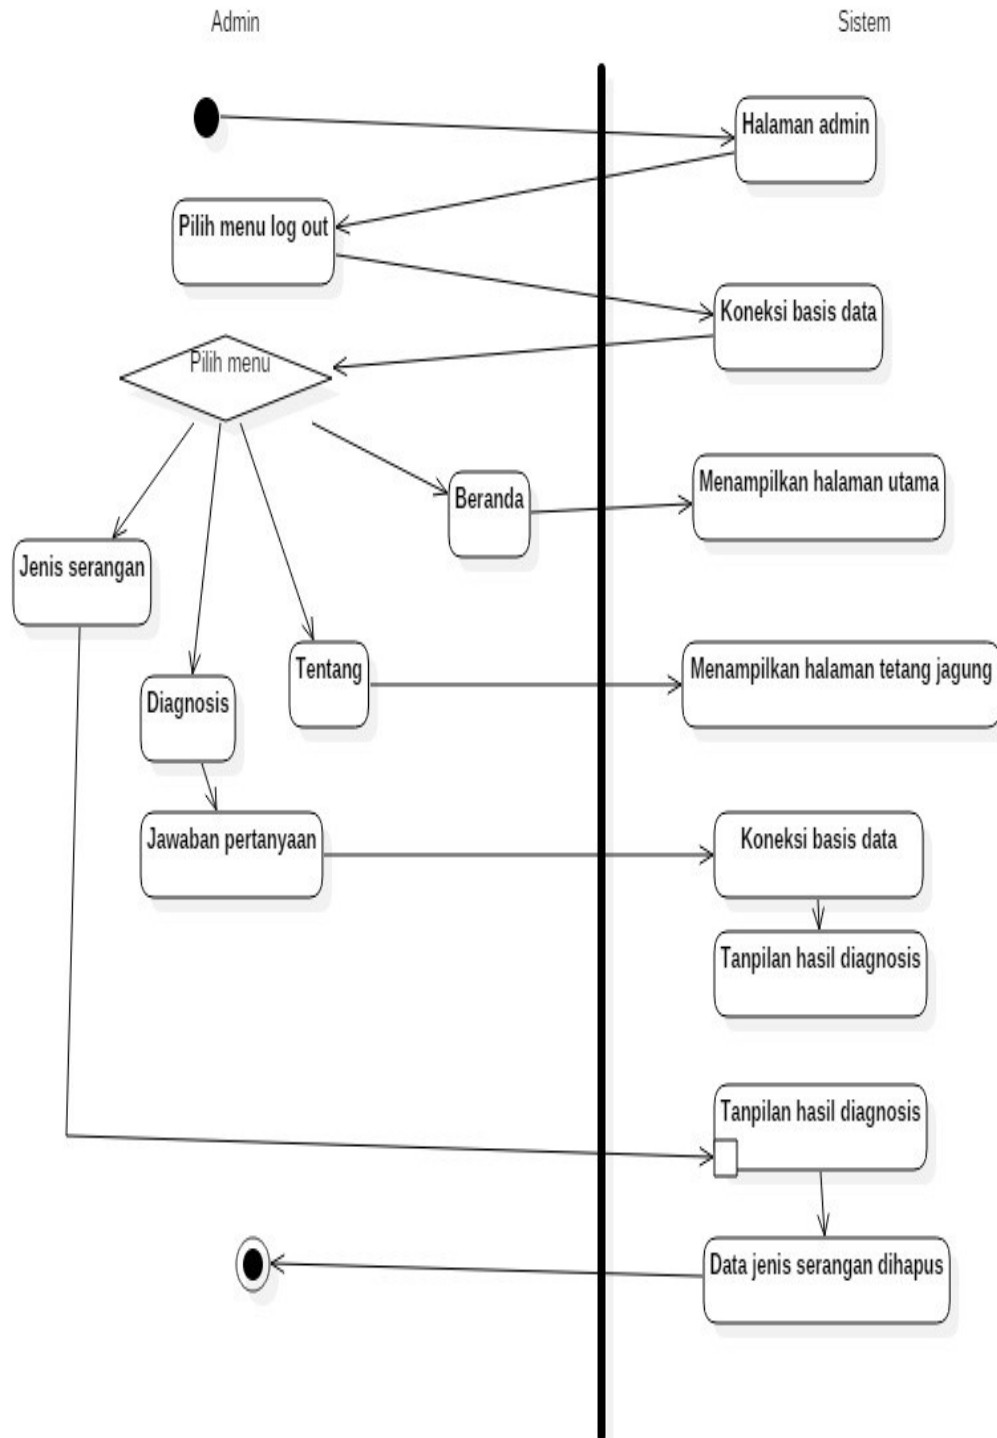 Admin
Sistem
Halaman admin
Pilih menu log out
Koneksi basis data
Pilih menu
Beranda
Menampilkan halaman utama
Jenis serangan
Tentang
Menampilkan halaman tetang jagung
Diagnosis
Jawaban pertanyaan
Koneksi basis data
Tanpilan hasil diagnosis
Tanpilan hasil diagnosis
Data jenis serangan dihapus